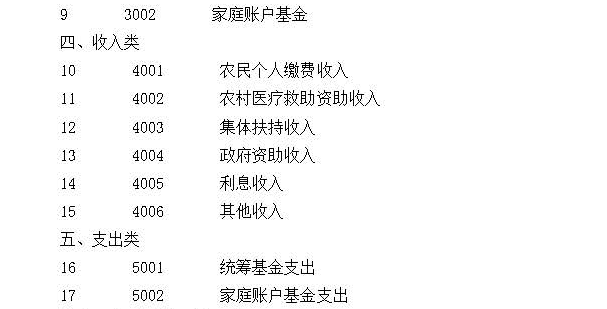 9 3002 家庭账户基金
四、收入类
10 4001 农民个人缴费收入
11 4002 农村医疗救助资助收入
12 4003 集体扶持收入
13 4004 政府资助收入
14 4005 利息收入
15 4006 其他收入
五、支出类
16 5001 统筹基金支出
17 5002 家庭账户基金支出